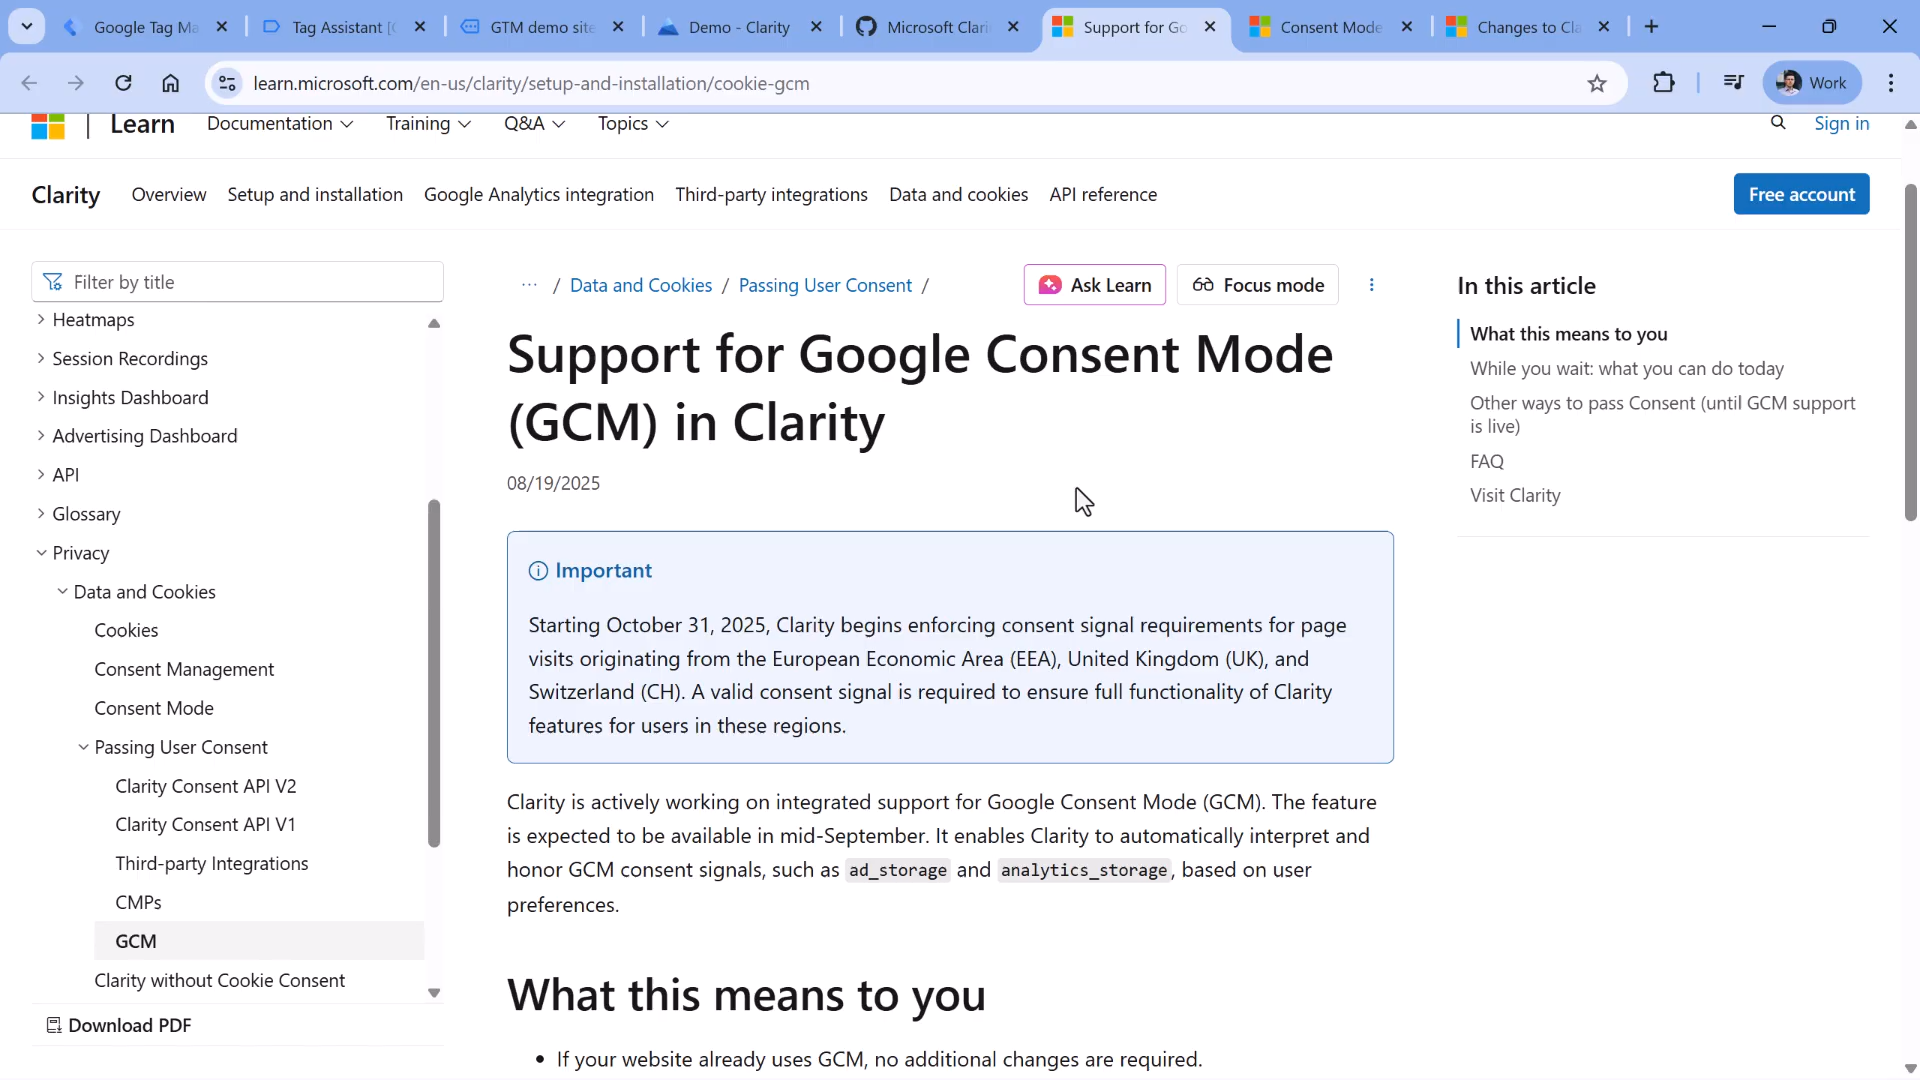 Google Tag Ma
Tag Assistant [
GTM demo site
Demo - Clarity
Microsoft Clari
Support for Go
Consent Mode
Changes to Cla
learn.microsoft.com/en-us/clarity/setup-and-installation/cookie-gcm
Work
Learn
Documentation
Training
Q&A
Topics
Sign in
Clarity
Overview
Setup and installation
Google Analytics integration
Third-party integrations
Data and cookies
API reference
Free account
Filter by title
Heatmaps
Session Recordings
Insights Dashboard
Advertising Dashboard
API
Glossary
Privacy
Data and Cookies
Cookies
Consent Management
Consent Mode
Passing User Consent
Clarity Consent API V2
Clarity Consent API V1
Third-party Integrations
CMPs
GCM
Clarity without Cookie Consent
Download PDF
... / Data and Cookies / Passing User Consent /
Ask Learn
Focus mode
Support for Google Consent Mode
(GCM) in Clarity
08/19/2025
Important
Starting October 31, 2025, Clarity begins enforcing consent signal requirements for page
visits originating from the European Economic Area (EEA), United Kingdom (UK), and
Switzerland (CH). A valid consent signal is required to ensure full functionality of Clarity
features for users in these regions.
Clarity is actively working on integrated support for Google Consent Mode (GCM). The feature
is expected to be available in mid-September. It enables Clarity to automatically interpret and
honor GCM consent signals, such as ad_storage and analytics_storage, based on user
preferences.
What this means to you
• If your website already uses GCM, no additional changes are required.
In this article
What this means to you
While you wait: what you can do today
Other ways to pass Consent (until GCM support
is live)
FAQ
Visit Clarity